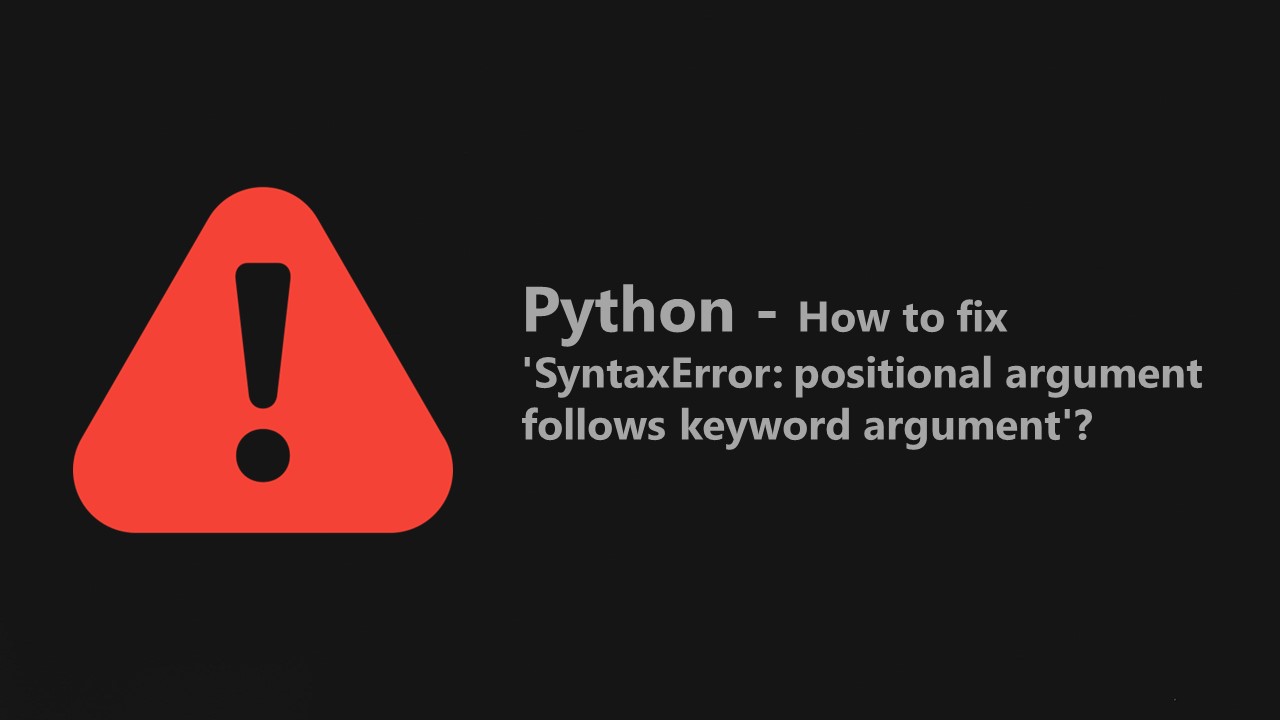 Python - How to fix
'SyntaxError: positional argument
follows keyword argument'?